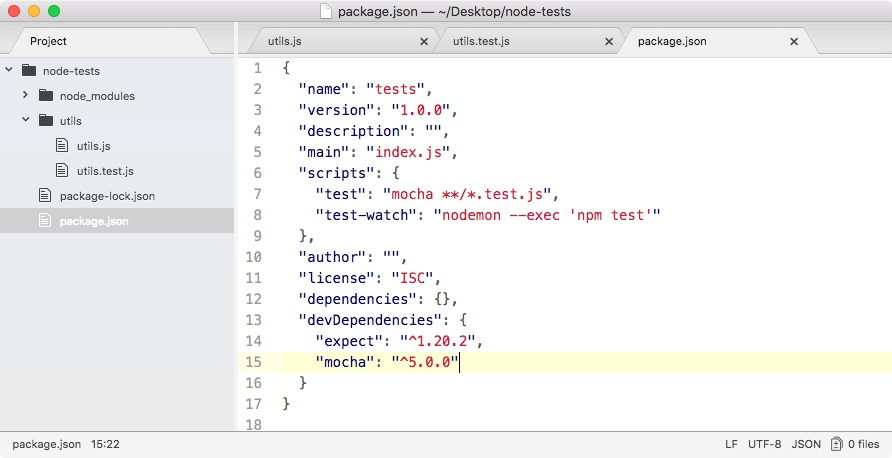 package.json — ~/Desktop/node-tests
Project
utils.js
utils.test.js
package.json
node-tests
node_modules
utils
utils.js
utils.test.js
package-lock.json
package.json
1 {
2 "name": "tests",
3 "version": "1.0.0",
4 "description": "",
5 "main": "index.js",
6 "scripts": {
7 "test": "mocha **/*.test.js",
8 "test-watch": "nodemon --exec 'npm test'"
9 },
10 "author": "",
11 "license": "ISC",
12 "dependencies": {},
13 "devDependencies": {
14 "expect": "^1.20.2",
15 "mocha": "^5.0.0"
16 }
17 }
18
package.json 15:22
LF UTF-8 JSON 0 files